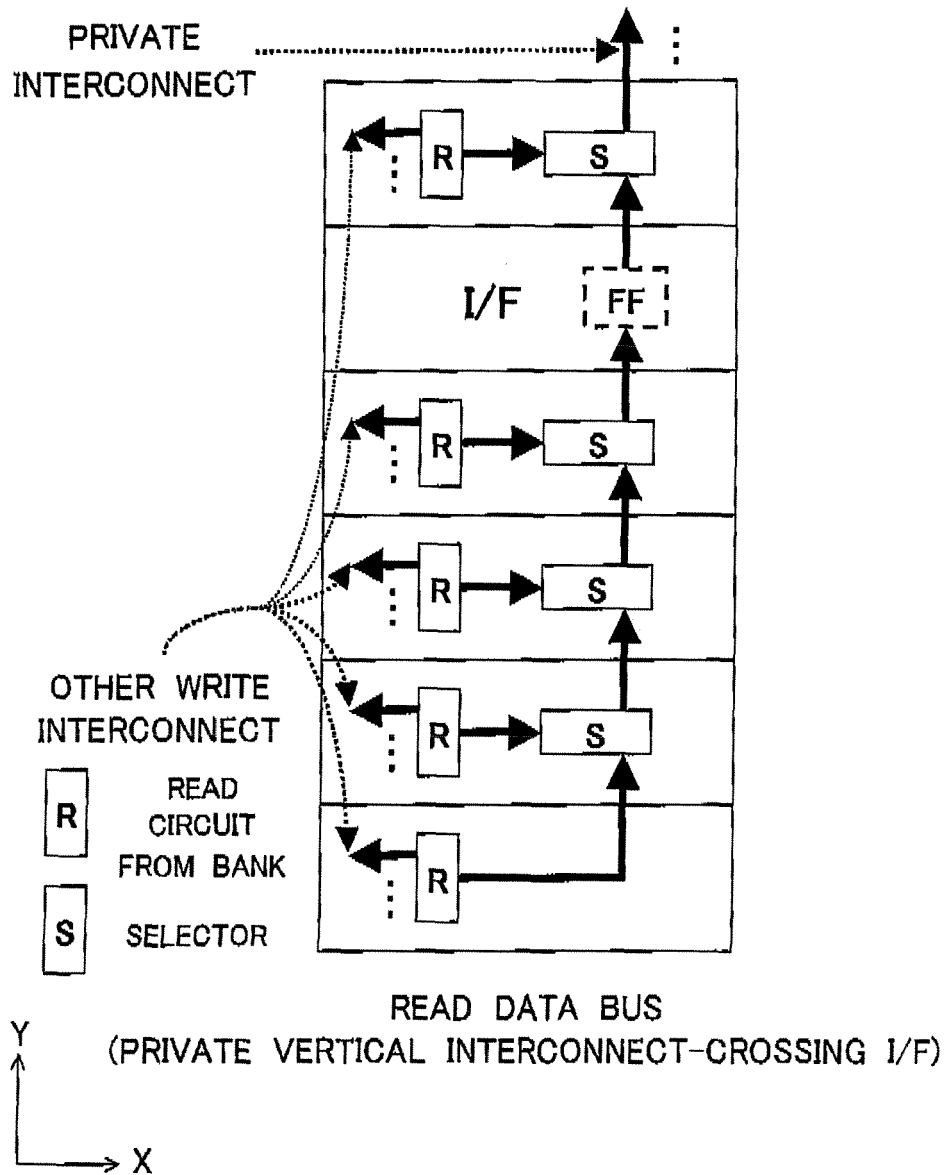 PRIVATE
INTERCONNECT
R
S
I/F
FF
R
S
R
S
R
S
R
OTHER WRITE
INTERCONNECT
R
READ
CIRCUIT
FROM BANK
S
SELECTOR
READ DATA BUS
(PRIVATE VERTICAL INTERCONNECT-CROSSING I/F)
Y
X